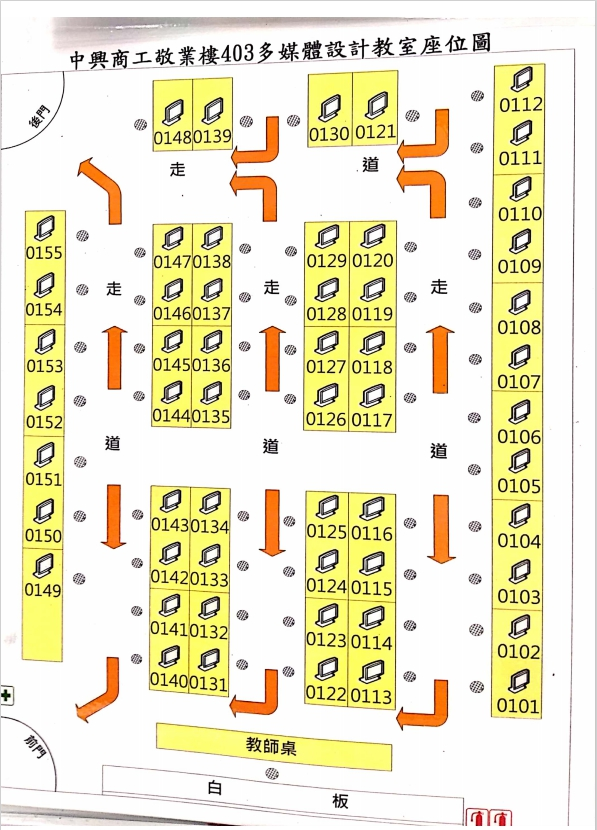 中興商工敬業樓403多媒體設計教室座位圖
後門
0148 0139 0130 0121 0112
0111
走 道
0110
0155 0147 0138 0129 0120 0109
走 走 走
0154 0146 0137 0128 0119 0108
0153 0145 0136 0127 0118 0107
0152 0144 0135 0126 0117 0106
道 道 道
0151 0105
0150 0143 0134 0125 0116 0104
0149 0142 0133 0124 0115 0103
0141 0132 0123 0114 0102
0140 0131 0122 0113 0101
前門
教師桌
白 板